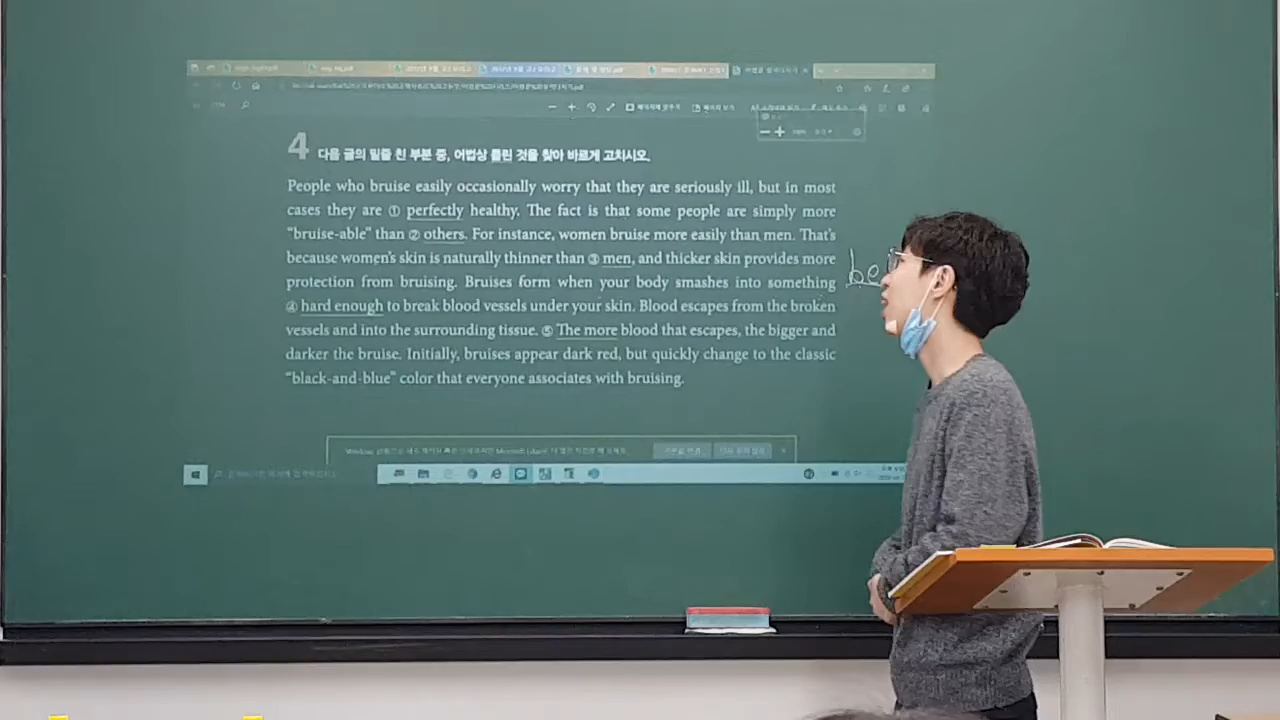 4 다음 글의 밑줄 친 부분 중, 어법상 틀린 것을 찾아 바르게 고치시오.
People who bruise easily occasionally worry that they are seriously ill, but in most
cases they are ① perfectly healthy. The fact is that some people are simply more
“bruise-able” than ② others. For instance, women bruise more easily than men. That’s
because women’s skin is naturally thinner than ③ men, and thicker skin provides more
be
protection from bruising. Bruises form when your body smashes into something
④ hard enough to break blood vessels under your skin. Blood escapes from the broken
vessels and into the surrounding tissue. ⑤ The more blood that escapes, the bigger and
darker the bruise. Initially, bruises appear dark red, but quickly change to the classic
“black-and-blue” color that everyone associates with bruising.